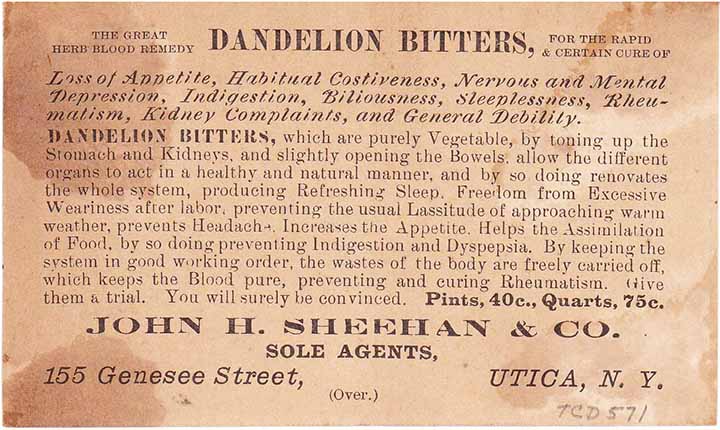 THE GREAT
HERB BLOOD REMEDY
DANDELION BITTERS,
FOR THE RAPID
& CERTAIN CURE OF
Loss of Appetite, Habitual Costiveness, Nervous and Mental
Depression, Indigestion, Biliousness, Sleeplessness, Rheu-
matism, Kidney Complaints, and General Debility.
DANDELION BITTERS, which are purely Vegetable, by toning up the
Stomach and Kidneys, and slightly opening the Bowels, allow the different
organs to act in a healthy and natural manner, and by so doing renovates
the whole system, producing Refreshing Sleep. Freedom from Excessive
Weariness after labor, preventing the usual Lassitude of approaching warm
weather, prevents Headache. Increases the Appetite. Helps the Assimilation
of Food, by so doing preventing Indigestion and Dyspepsia. By keeping the
system in good working order, the wastes of the body are freely carried off,
which keeps the Blood pure, preventing and curing Rheumatism. Give
them a trial. You will surely be convinced. Pints, 40c., Quarts, 75c.
JOHN H. SHEEHAN & CO.
SOLE AGENTS,
155 Genesee Street, UTICA, N. Y.
(Over.)
TCD571